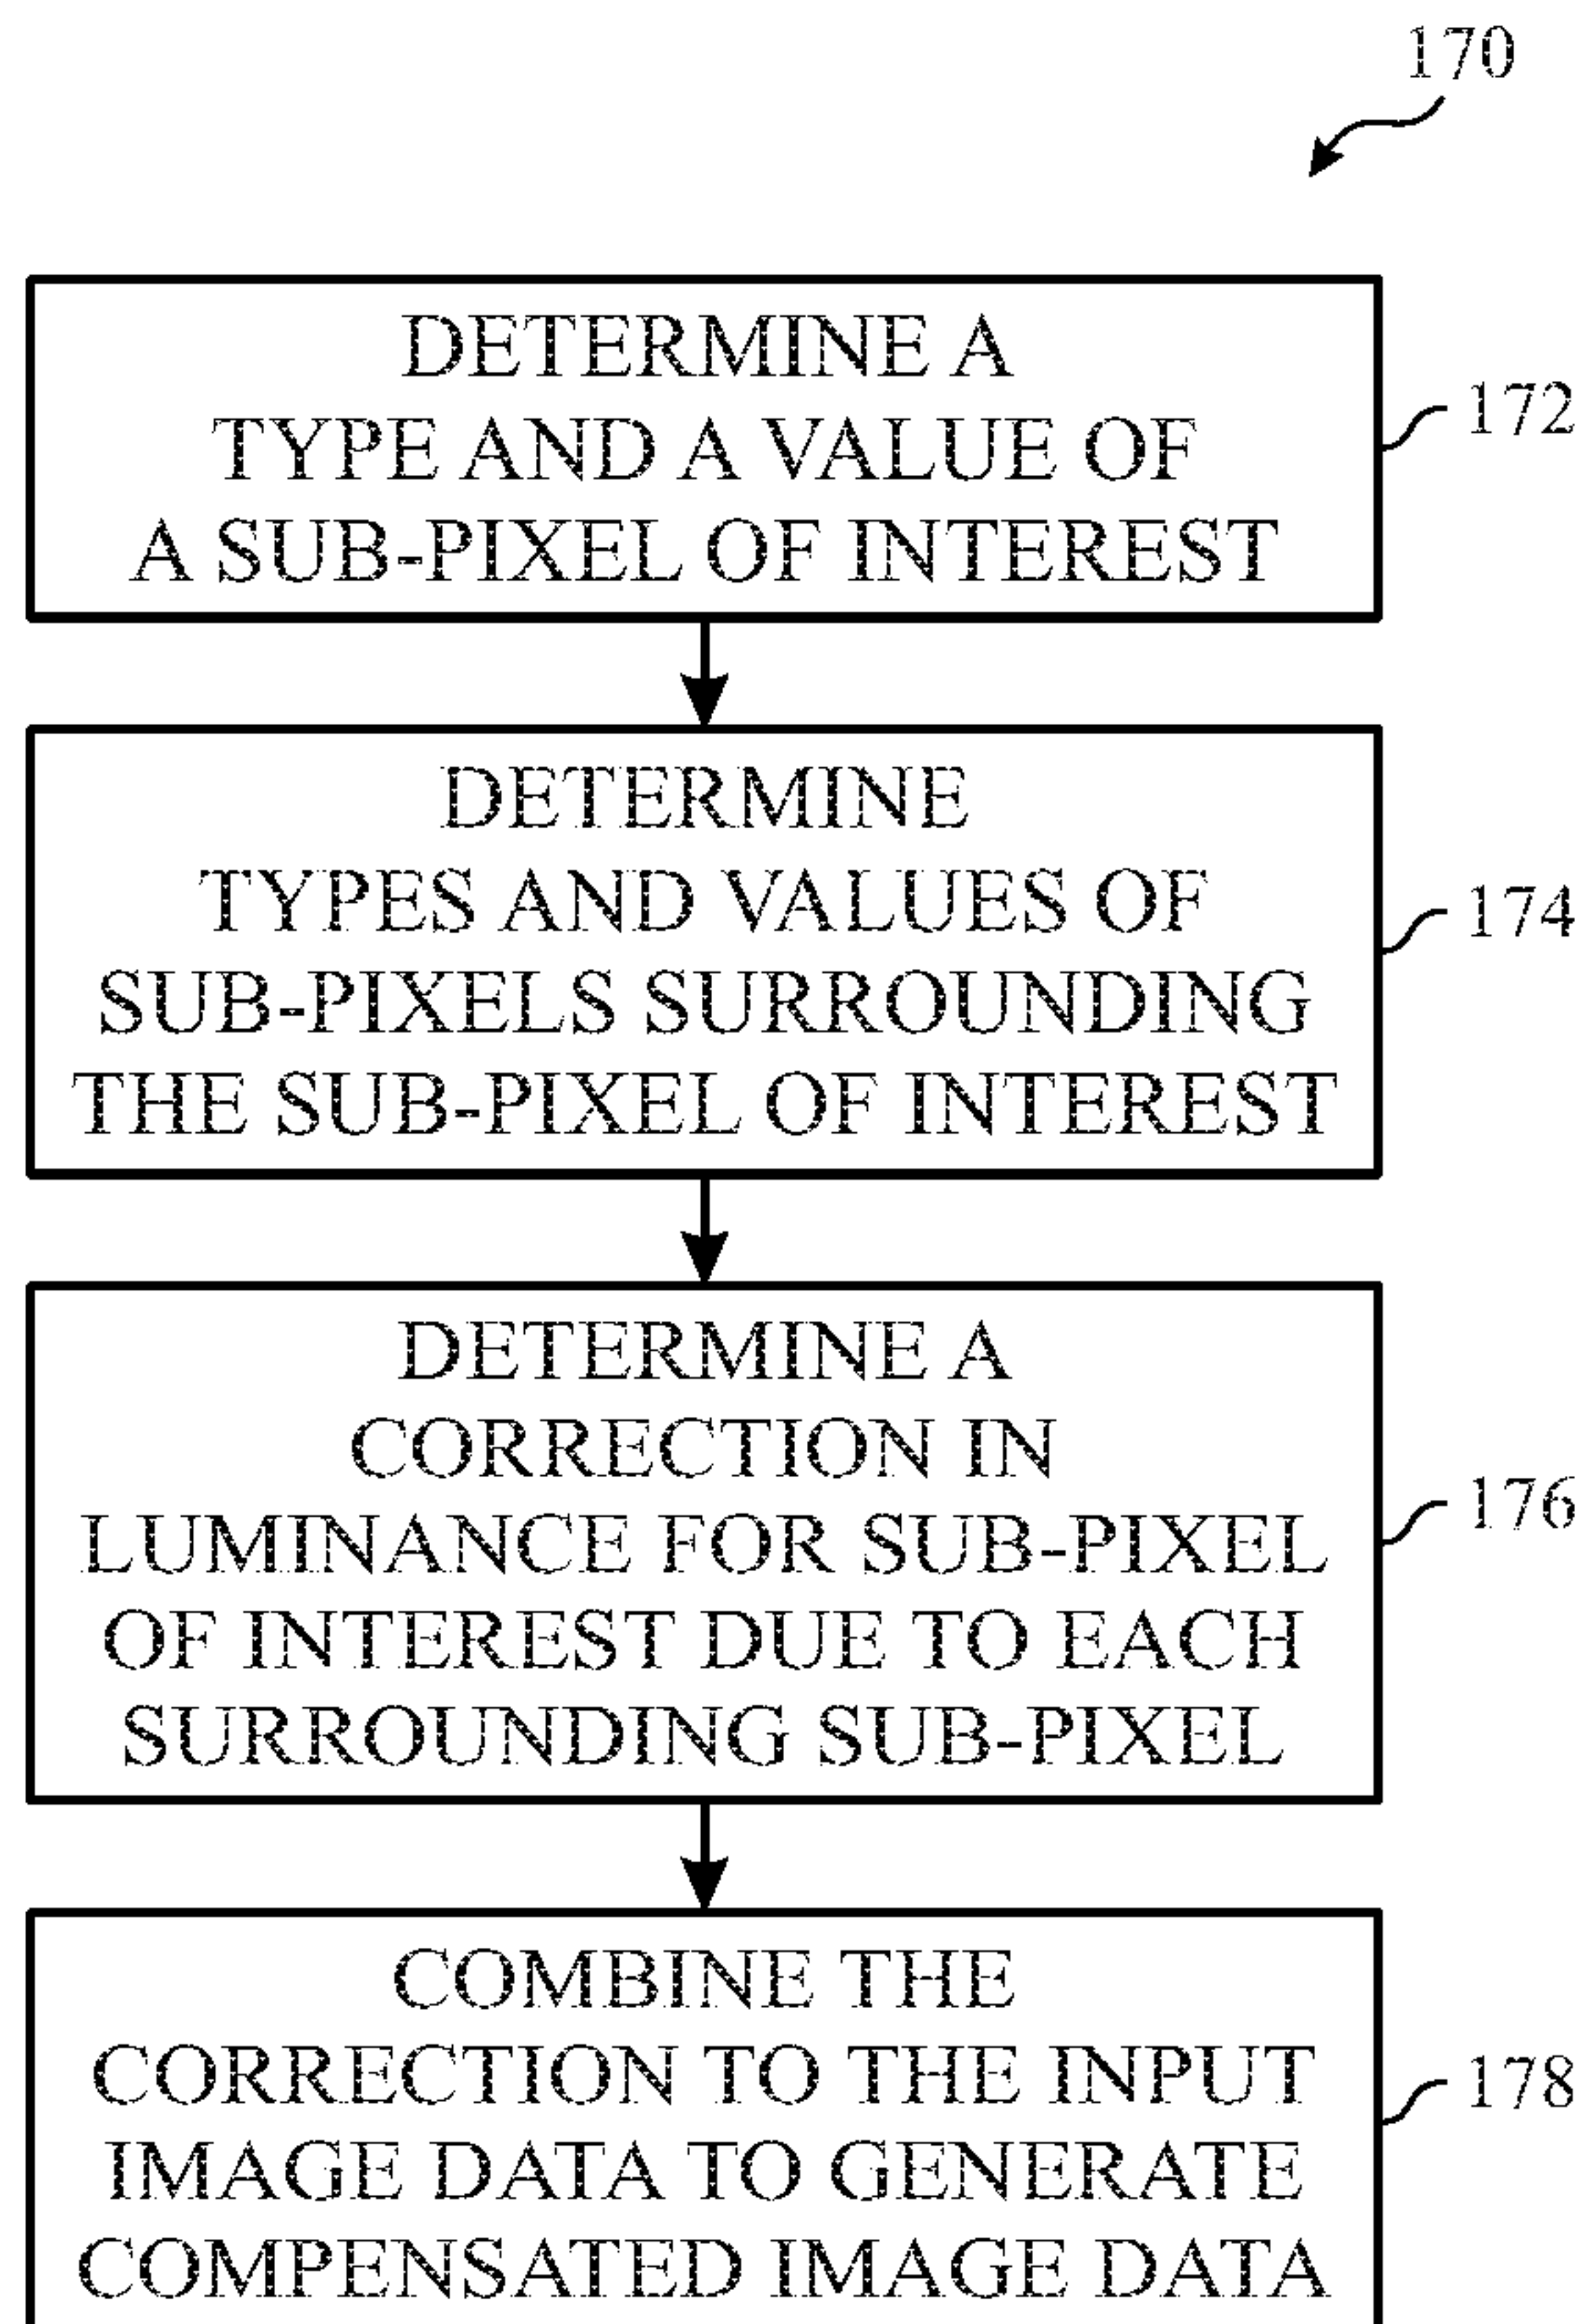 170
DETERMINE A
TYPE AND A VALUE OF
A SUB-PIXEL OF INTEREST
172
DETERMINE
TYPES AND VALUES OF
SUB-PIXELS SURROUNDING
THE SUB-PIXEL OF INTEREST
174
DETERMINE A
CORRECTION IN
LUMINANCE FOR SUB-PIXEL
OF INTEREST DUE TO EACH
SURROUNDING SUB-PIXEL
176
COMBINE THE
CORRECTION TO THE INPUT
IMAGE DATA TO GENERATE
COMPENSATED IMAGE DATA
178